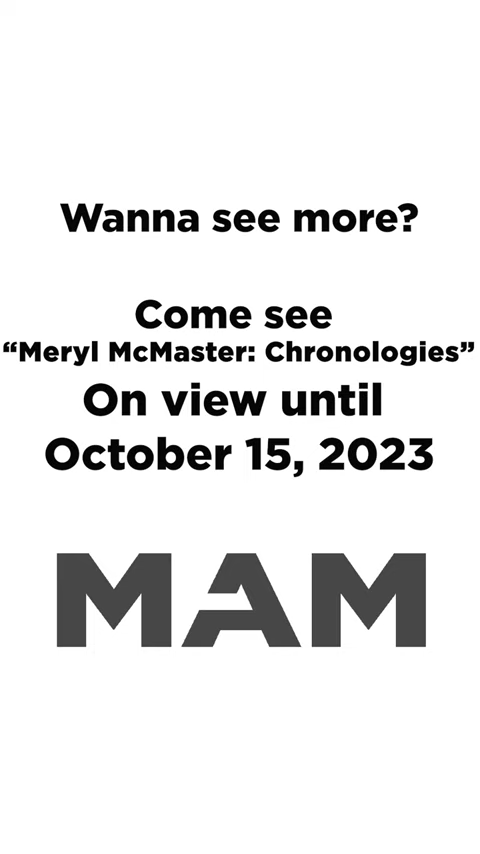 Wanna see more?
Come see
“Meryl McMaster: Chronologies”
On view until
October 15, 2023
MAM